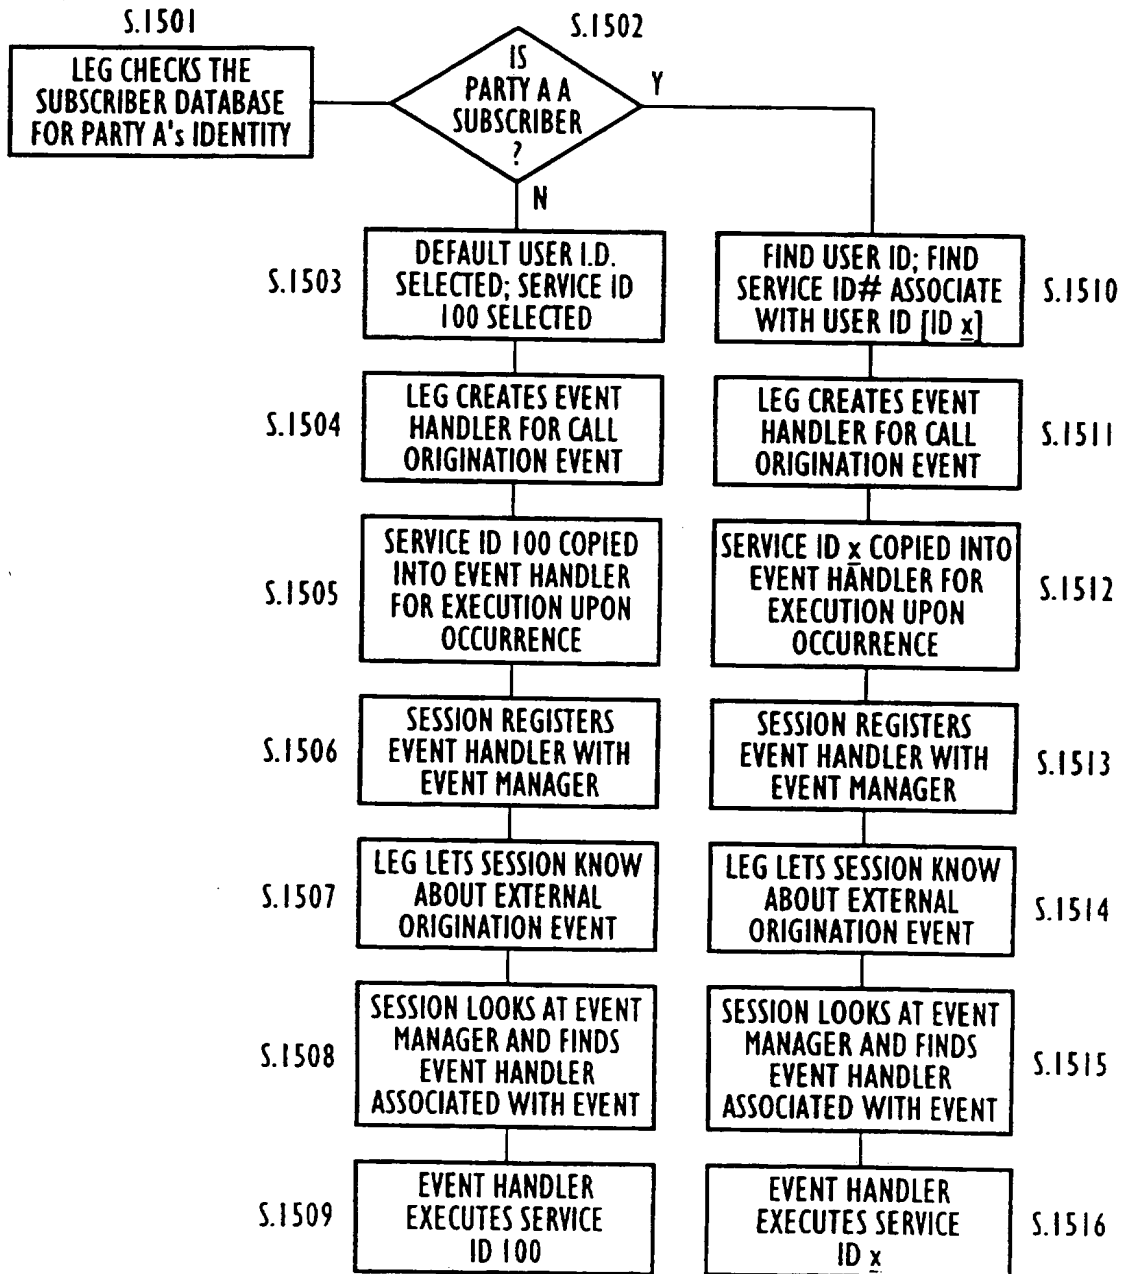 S.1501
LEG CHECKS THE
SUBSCRIBER DATABASE
FOR PARTY A's IDENTITY
S.1502
IS
PARTY A A
SUBSCRIBER
?
Y
N
S.1503
DEFAULT USER I.D.
SELECTED; SERVICE ID
100 SELECTED
S.1504
LEG CREATES EVENT
HANDLER FOR CALL
ORIGINATION EVENT
S.1505
SERVICE ID 100 COPIED
INTO EVENT HANDLER
FOR EXECUTION UPON
OCCURRENCE
S.1506
SESSION REGISTERS
EVENT HANDLER WITH
EVENT MANAGER
S.1507
LEG LETS SESSION KNOW
ABOUT EXTERNAL
ORIGINATION EVENT
S.1508
SESSION LOOKS AT EVENT
MANAGER AND FINDS
EVENT HANDLER
ASSOCIATED WITH EVENT
S.1509
EVENT HANDLER
EXECUTES SERVICE
ID 100
FIND USER ID; FIND
SERVICE ID# ASSOCIATE
WITH USER ID [ID x]
S.1510
LEG CREATES EVENT
HANDLER FOR CALL
ORIGINATION EVENT
S.1511
SERVICE ID x COPIED INTO
EVENT HANDLER FOR
EXECUTION UPON
OCCURRENCE
S.1512
SESSION REGISTERS
EVENT HANDLER WITH
EVENT MANAGER
S.1513
LEG LETS SESSION KNOW
ABOUT EXTERNAL
ORIGINATION EVENT
S.1514
SESSION LOOKS AT EVENT
MANAGER AND FINDS
EVENT HANDLER
ASSOCIATED WITH EVENT
S.1515
EVENT HANDLER
EXECUTES SERVICE
ID x
S.1516